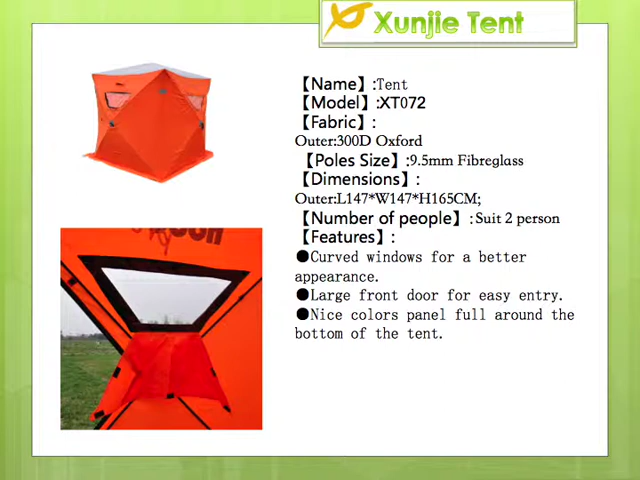 Xunjie Tent
【Name】:Tent
【Model】:XT072
【Fabric】:
Outer:300D Oxford
【Poles Size】:9.5mm Fibreglass
【Dimensions】:
Outer:L147*W147*H165CM;
【Number of people】: Suit 2 person
【Features】:
●Curved windows for a better
appearance.
●Large front door for easy entry.
●Nice colors panel full around the
bottom of the tent.